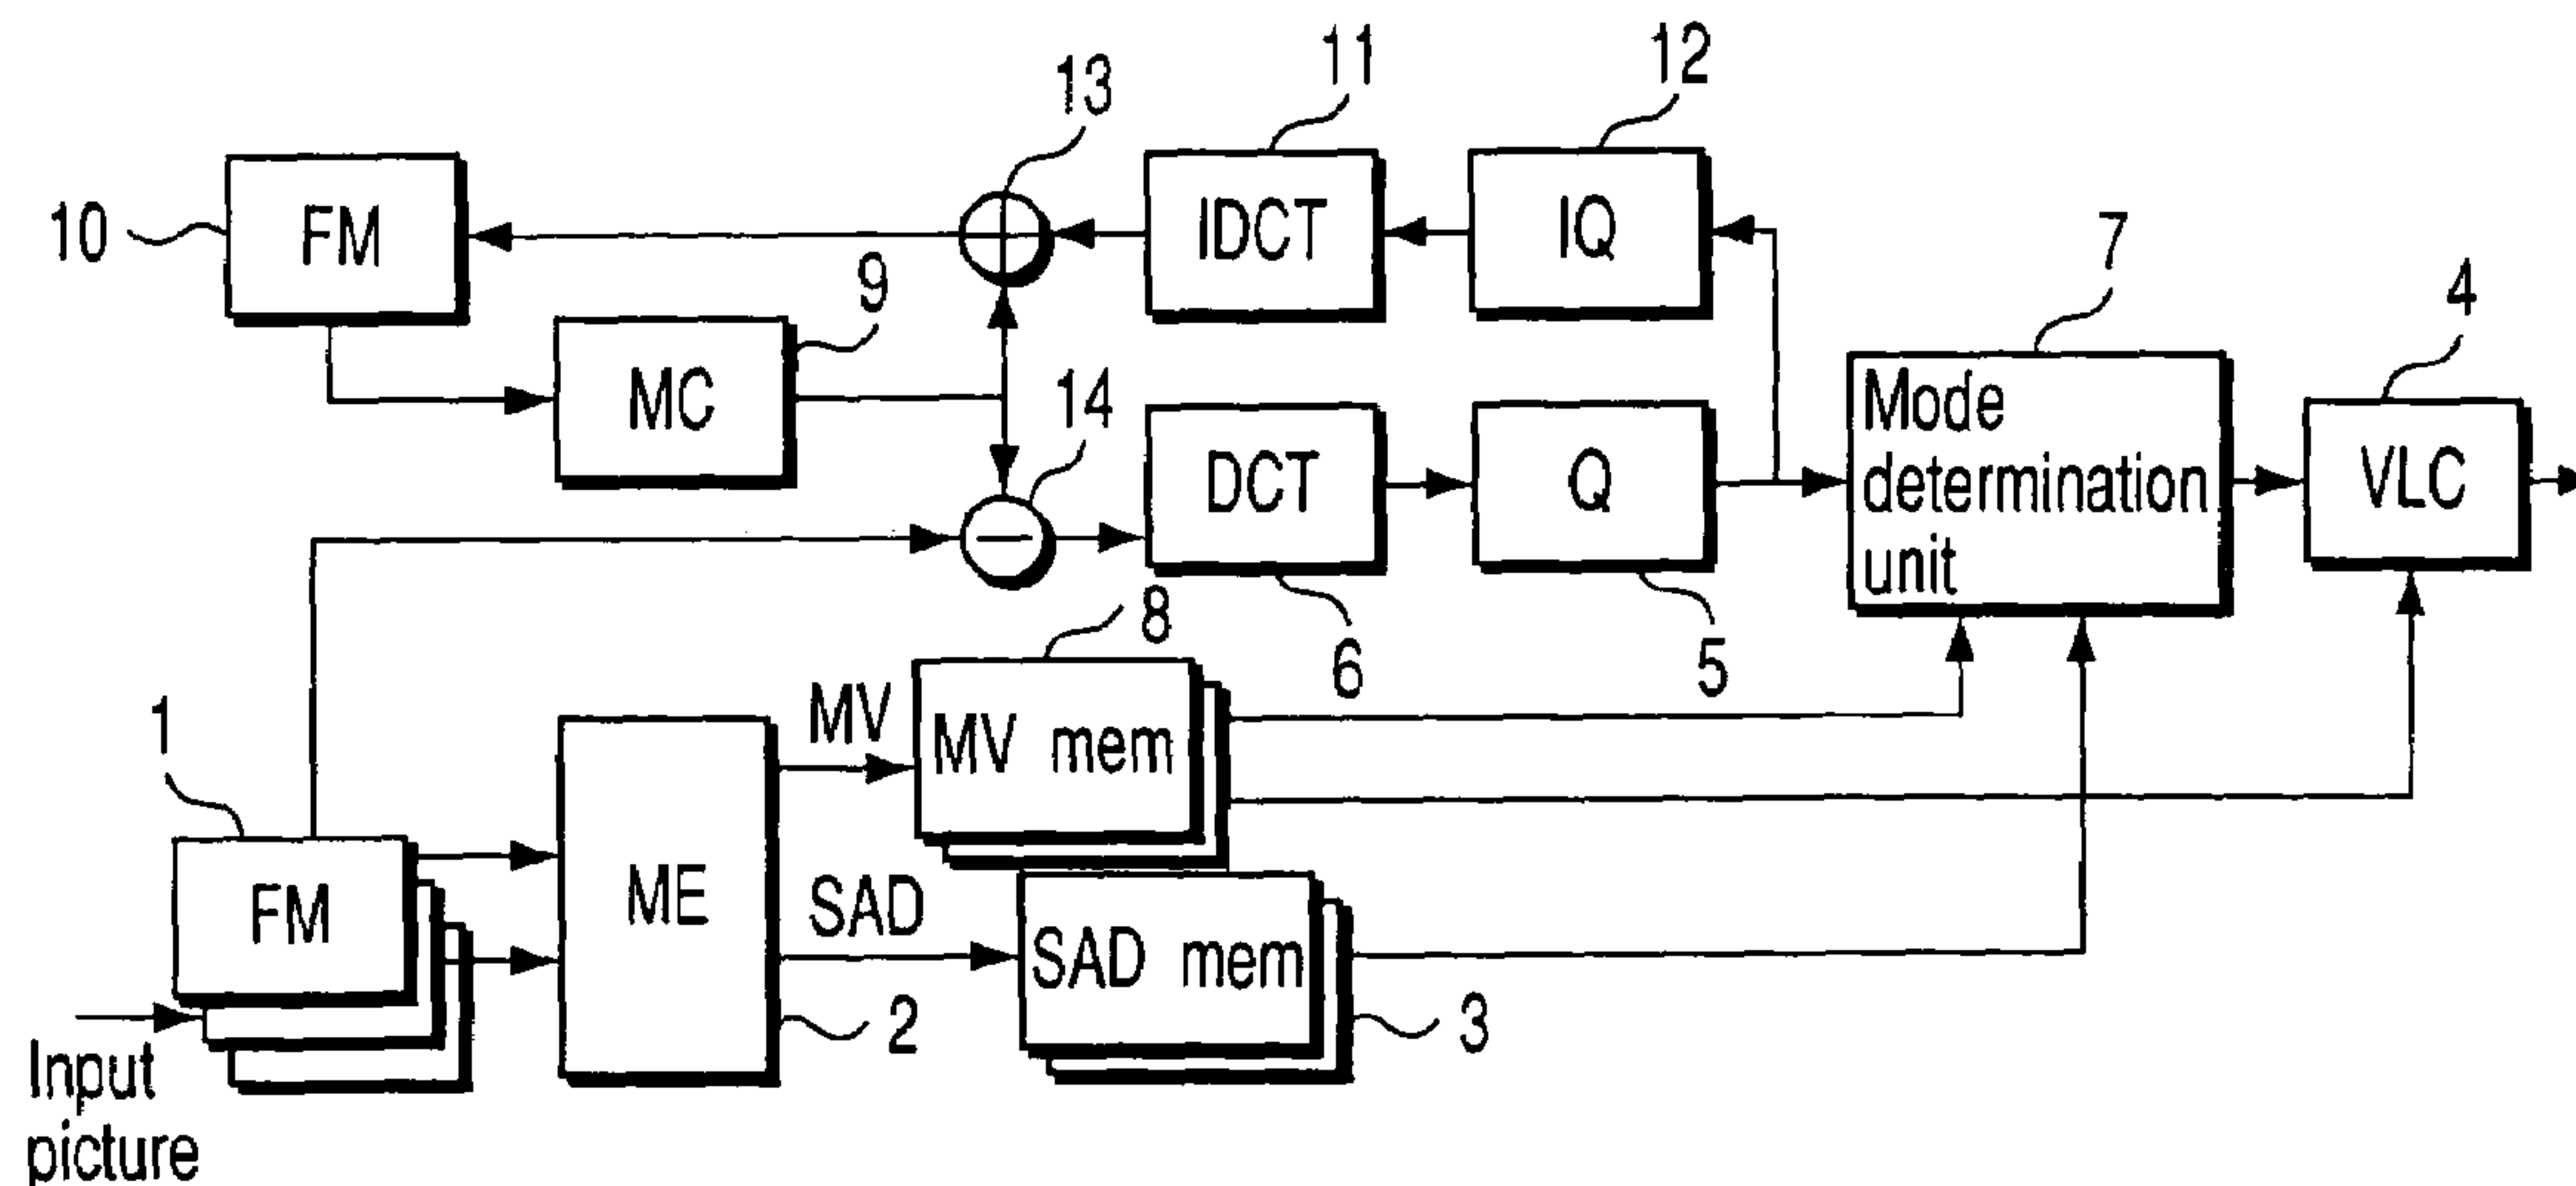 13
11
12
10
FM
IDCT
IQ
7
9
4
MC
14
DCT
Q
Mode
determination
unit
VLC
8
6
5
1
MV
MV mem
FM
ME
SAD
SAD mem
2
3
Input
picture